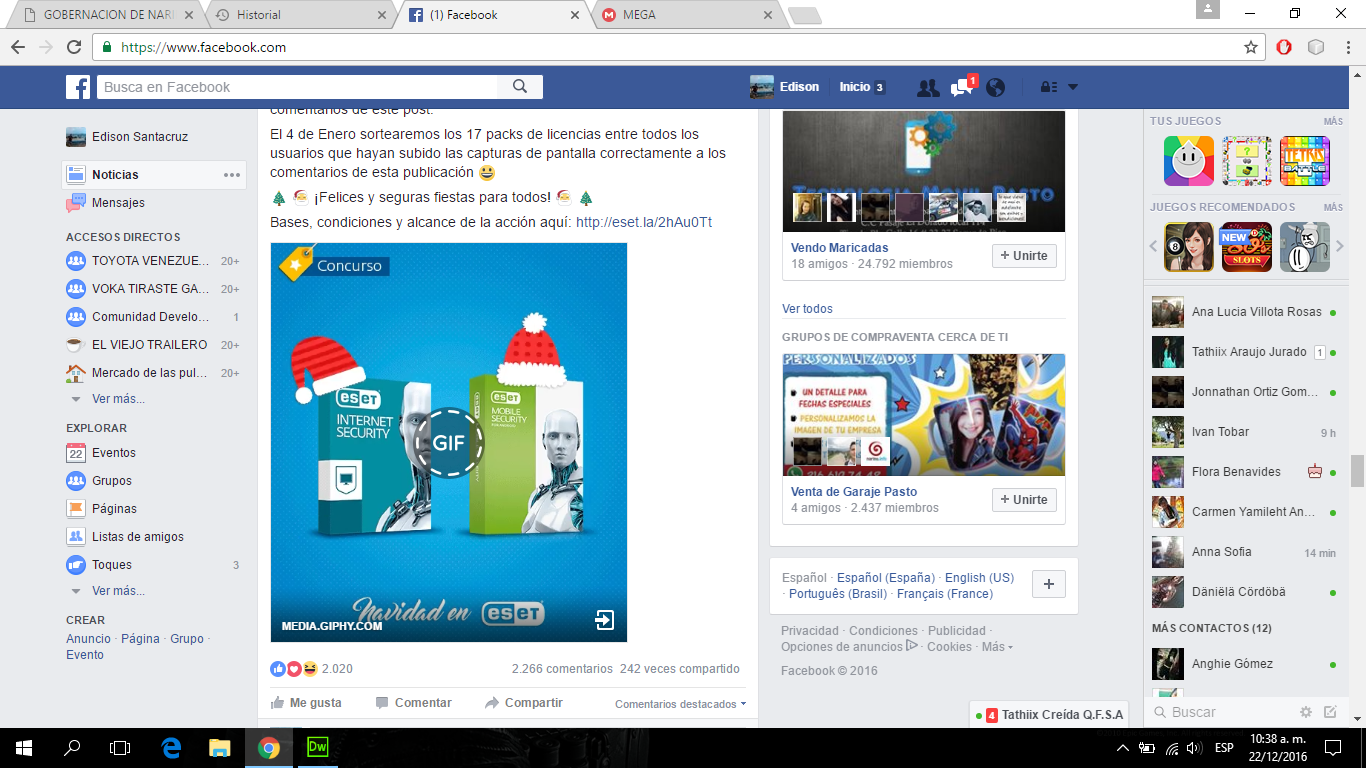 GOBERNACION DE NAR
Historial
(1) Facebook
MEGA
https://www.facebook.com
Busca en Facebook
Edison
Inicio 3
1
Edison Santacruz
Noticias
Mensajes
ACCESOS DIRECTOS
TOYOTA VENEZUE... 20+
VOKA TIRASTE GA... 20+
Comunidad Develo... 1
EL VIEJO TRAILERO 20+
Mercado de las pul... 20+
Ver más...
EXPLORAR
22 Eventos
Grupos
Páginas
Listas de amigos
Toques 3
Ver más...
CREAR
Anuncio · Página · Grupo ·
Evento
comentarios de este post.
El 4 de Enero sortearemos los 17 packs de licencias entre todos los
usuarios que hayan subido las capturas de pantalla correctamente a los
comentarios de esta publicación
¡Felices y seguras fiestas para todos!
Bases, condiciones y alcance de la acción aquí: http://eset.la/2hAu0Tt
Concurso
eset
INTERNET
SECURITY
eset
MOBILE
SECURITY
GIF
Navidad en eset
MEDIA.GIPHY.COM
2.020
2.266 comentarios 242 veces compartido
Me gusta
Comentar
Compartir
Comentarios destacados
Tecnologia Movil Pasto
Vendo Maricadas
18 amigos · 24.792 miembros
+ Unirte
Ver todos
GRUPOS DE COMPRAVENTA CERCA DE TI
PERSONALIZADOS
UN DETALLE PARA
FECHAS ESPECIALES
PERSONALIZAMOS LA
IMAGEN DE TU EMPRESA
Venta de Garaje Pasto
4 amigos · 2.437 miembros
+ Unirte
Español · Español (España) · English (US)
· Português (Brasil) · Français (France)
+
Privacidad · Condiciones · Publicidad ·
Opciones de anuncios · Cookies · Más
Facebook © 2016
TUS JUEGOS MÁS
TETRIS
BATTLE
JUEGOS RECOMENDADOS MÁS
8
NEW
SLOTS
Ana Lucia Villota Rosas
Tathiix Araujo Jurado 1
Jonnathan Ortiz Gom...
Ivan Tobar 9 h
Flora Benavides
Carmen Yamileht An...
Anna Sofia 14 min
Däniëlä Córdöbä
MÁS CONTACTOS (12)
Anghie Gômez
Buscar
4 Tathiix Creída Q.F.S.A
Dw
ESP
10:38 a. m.
22/12/2016